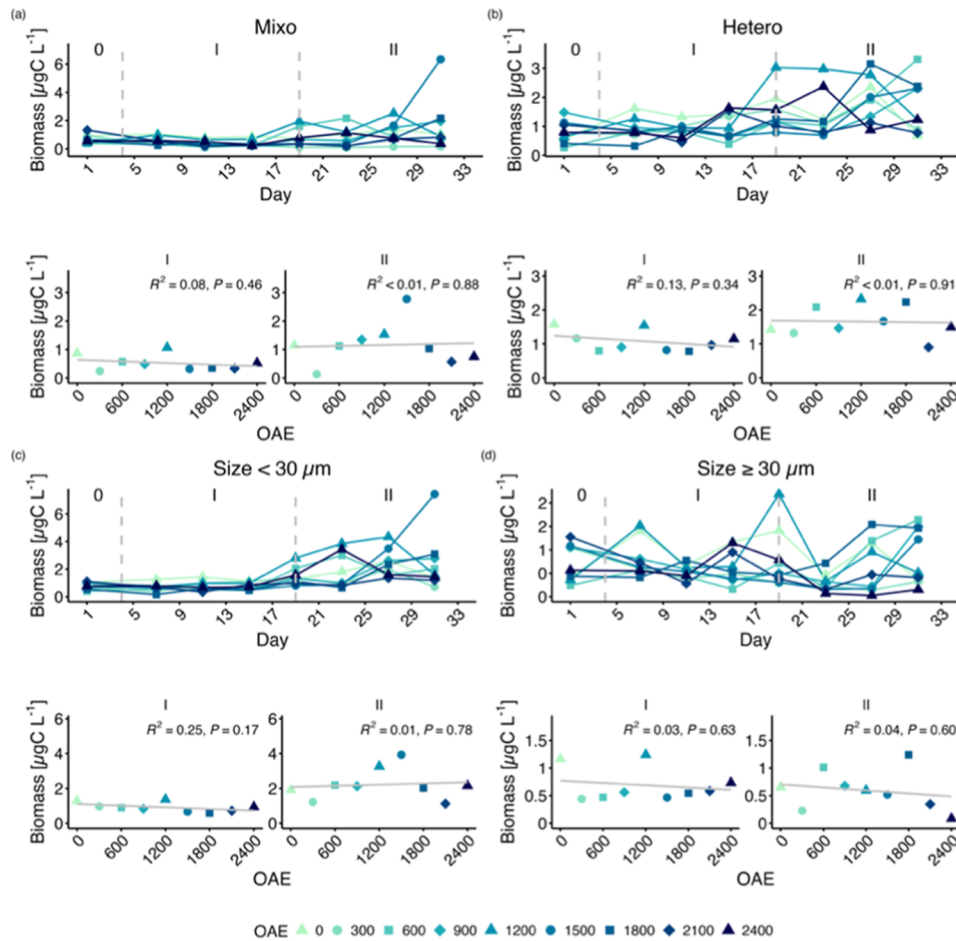 (a) Mixo
0 I II
Biomass [µgC L⁻¹]
6
4
2
0
1 5 9 13 17 21 25 29 33
Day
(b) Hetero
0 I II
Biomass [µgC L⁻¹]
3
2
1
0
1 5 9 13 17 21 25 29 33
Day
I II
R² = 0.08, P = 0.46 R² < 0.01, P = 0.88
Biomass [µgC L⁻¹]
3
2
1
0
0 600 1200 1800 2400 0 600 1200 1800 2400
OAE
I II
R² = 0.13, P = 0.34 R² < 0.01, P = 0.91
Biomass [µgC L⁻¹]
3
2
1
0
0 600 1200 1800 2400 0 600 1200 1800 2400
OAE
(c) Size < 30 µm
0 I II
Biomass [µgC L⁻¹]
6
4
2
0
1 5 9 13 17 21 25 29 33
Day
(d) Size ≥ 30 µm
0 I II
Biomass [µgC L⁻¹]
2
2
1
0
0
1 5 9 13 17 21 25 29 33
Day
I II
R² = 0.25, P = 0.17 R² = 0.01, P = 0.78
Biomass [µgC L⁻¹]
6
4
2
0
0 600 1200 1800 2400 0 600 1200 1800 2400
OAE
I II
R² = 0.03, P = 0.63 R² = 0.04, P = 0.60
Biomass [µgC L⁻¹]
1.5 1.5
1 1
0.5 0.5
0 0
0 600 1200 1800 2400 0 600 1200 1800 2400
OAE
OAE 0 300 600 900 1200 1500 1800 2100 2400